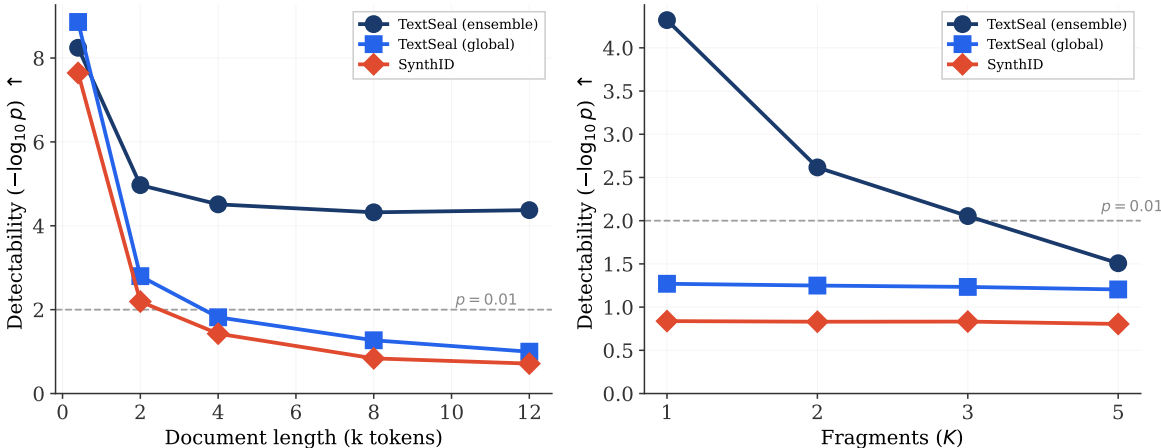 TextSeal (ensemble)
TextSeal (global)
SynthID
Detectability (−log₁₀ p) ↑
8
6
4
2
0
p = 0.01
0 2 4 6 8 10 12
Document length (k tokens)
TextSeal (ensemble)
TextSeal (global)
SynthID
Detectability (−log₁₀ p) ↑
4.0
3.5
3.0
2.5
2.0
1.5
1.0
0.5
0.0
p = 0.01
1 2 3 5
Fragments (K)